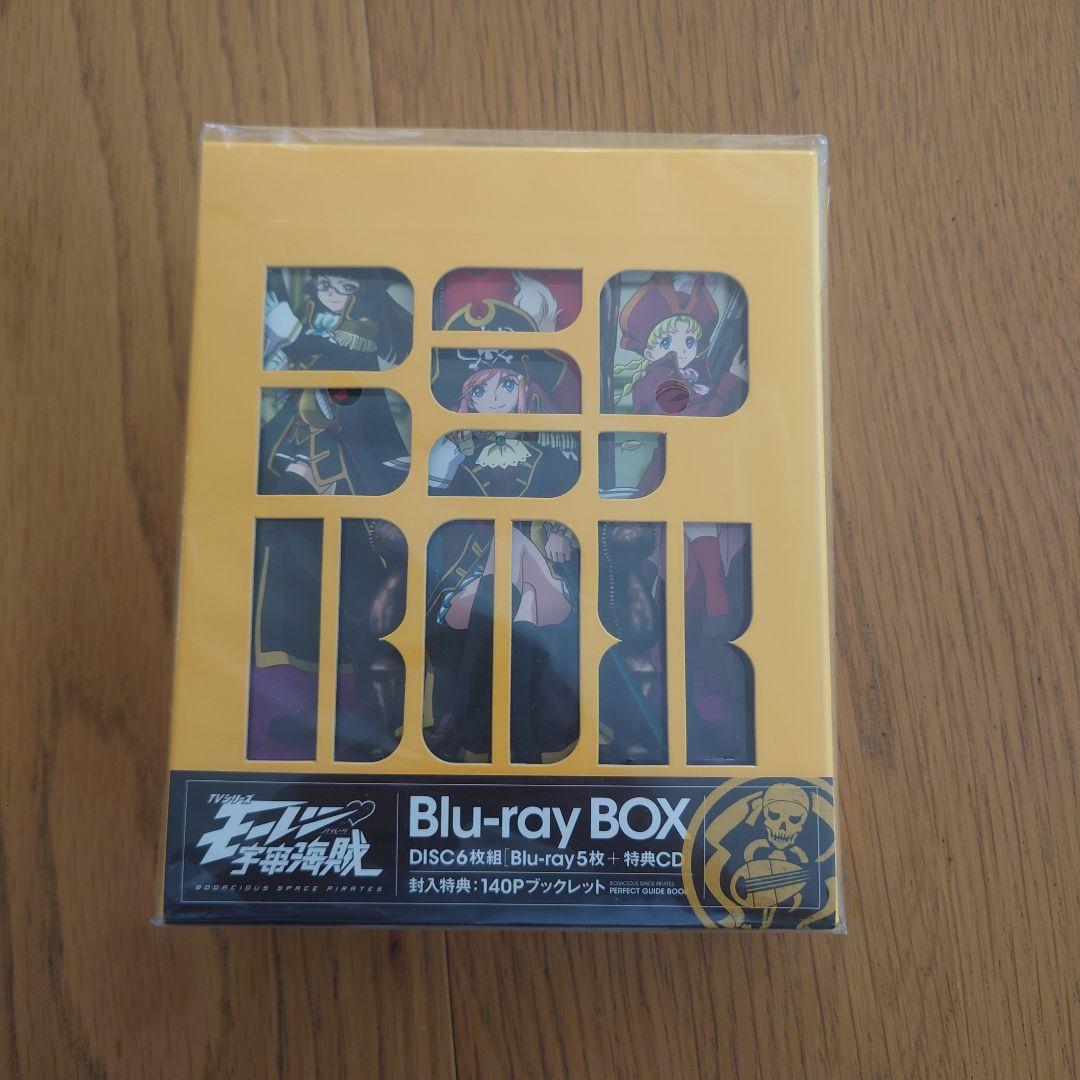 BSP
BOX
TVシリーズ
モーレツ
パイレーツ
宇宙海賊
BODACIOUS SPACE PIRATES
Blu-ray BOX
DISC6枚組[Blu-ray5枚+特典CD
封入特典:140Pブックレット
BODACIOUS SPACE PIRATES
PERFECT GUIDE BOOK